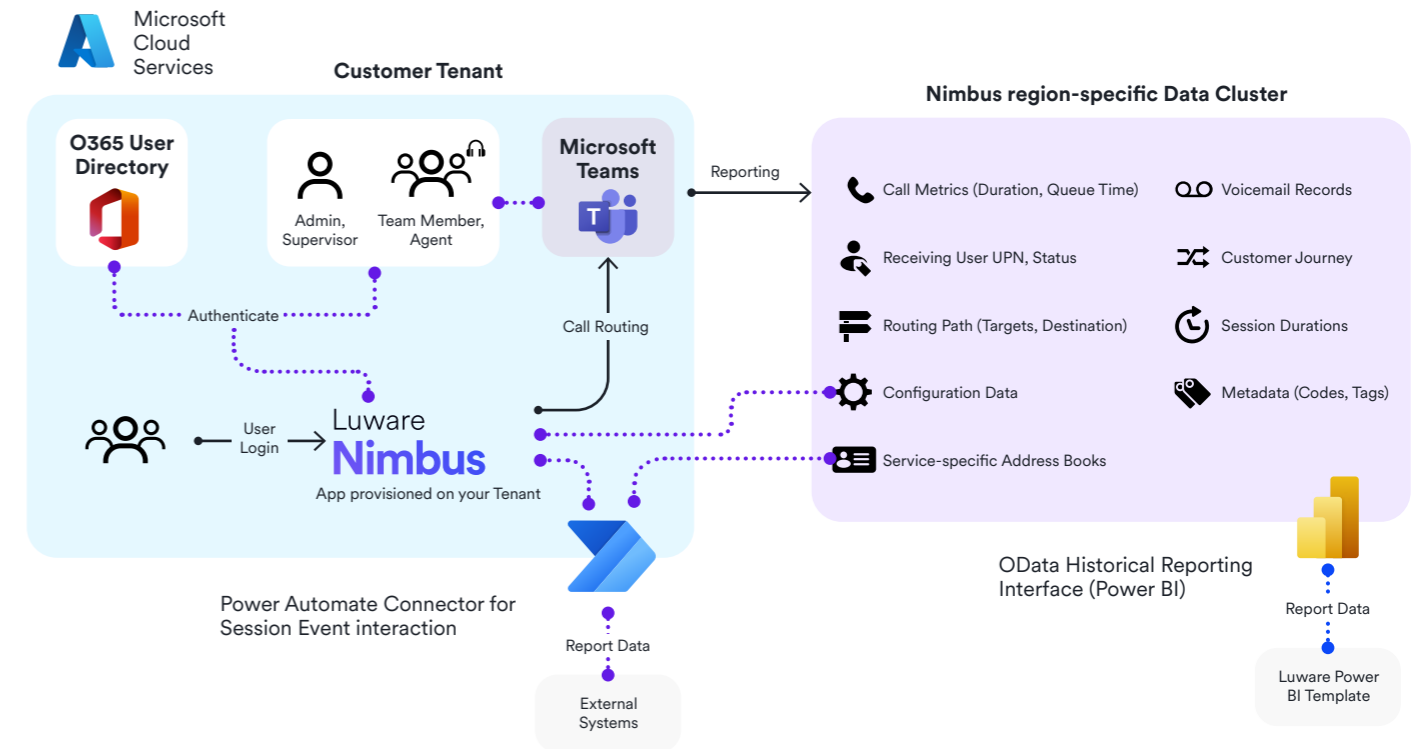 Microsoft
Cloud
Services
Customer Tenant
Nimbus region-specific Data Cluster
O365 User
Directory
Admin,
Supervisor
Team Member,
Agent
Microsoft
Teams
T
Reporting
Call Metrics (Duration, Queue Time)
Voicemail Records
Receiving User UPN, Status
Customer Journey
Authenticate
Call Routing
Routing Path (Targets, Destination)
Session Durations
Configuration Data
Metadata (Codes, Tags)
User
Login
Luware
Nimbus
App provisioned on your Tenant
Service-specific Address Books
Power Automate Connector for
Session Event interaction
OData Historical Reporting
Interface (Power BI)
Report Data
External
Systems
Report Data
Luware Power
BI Template